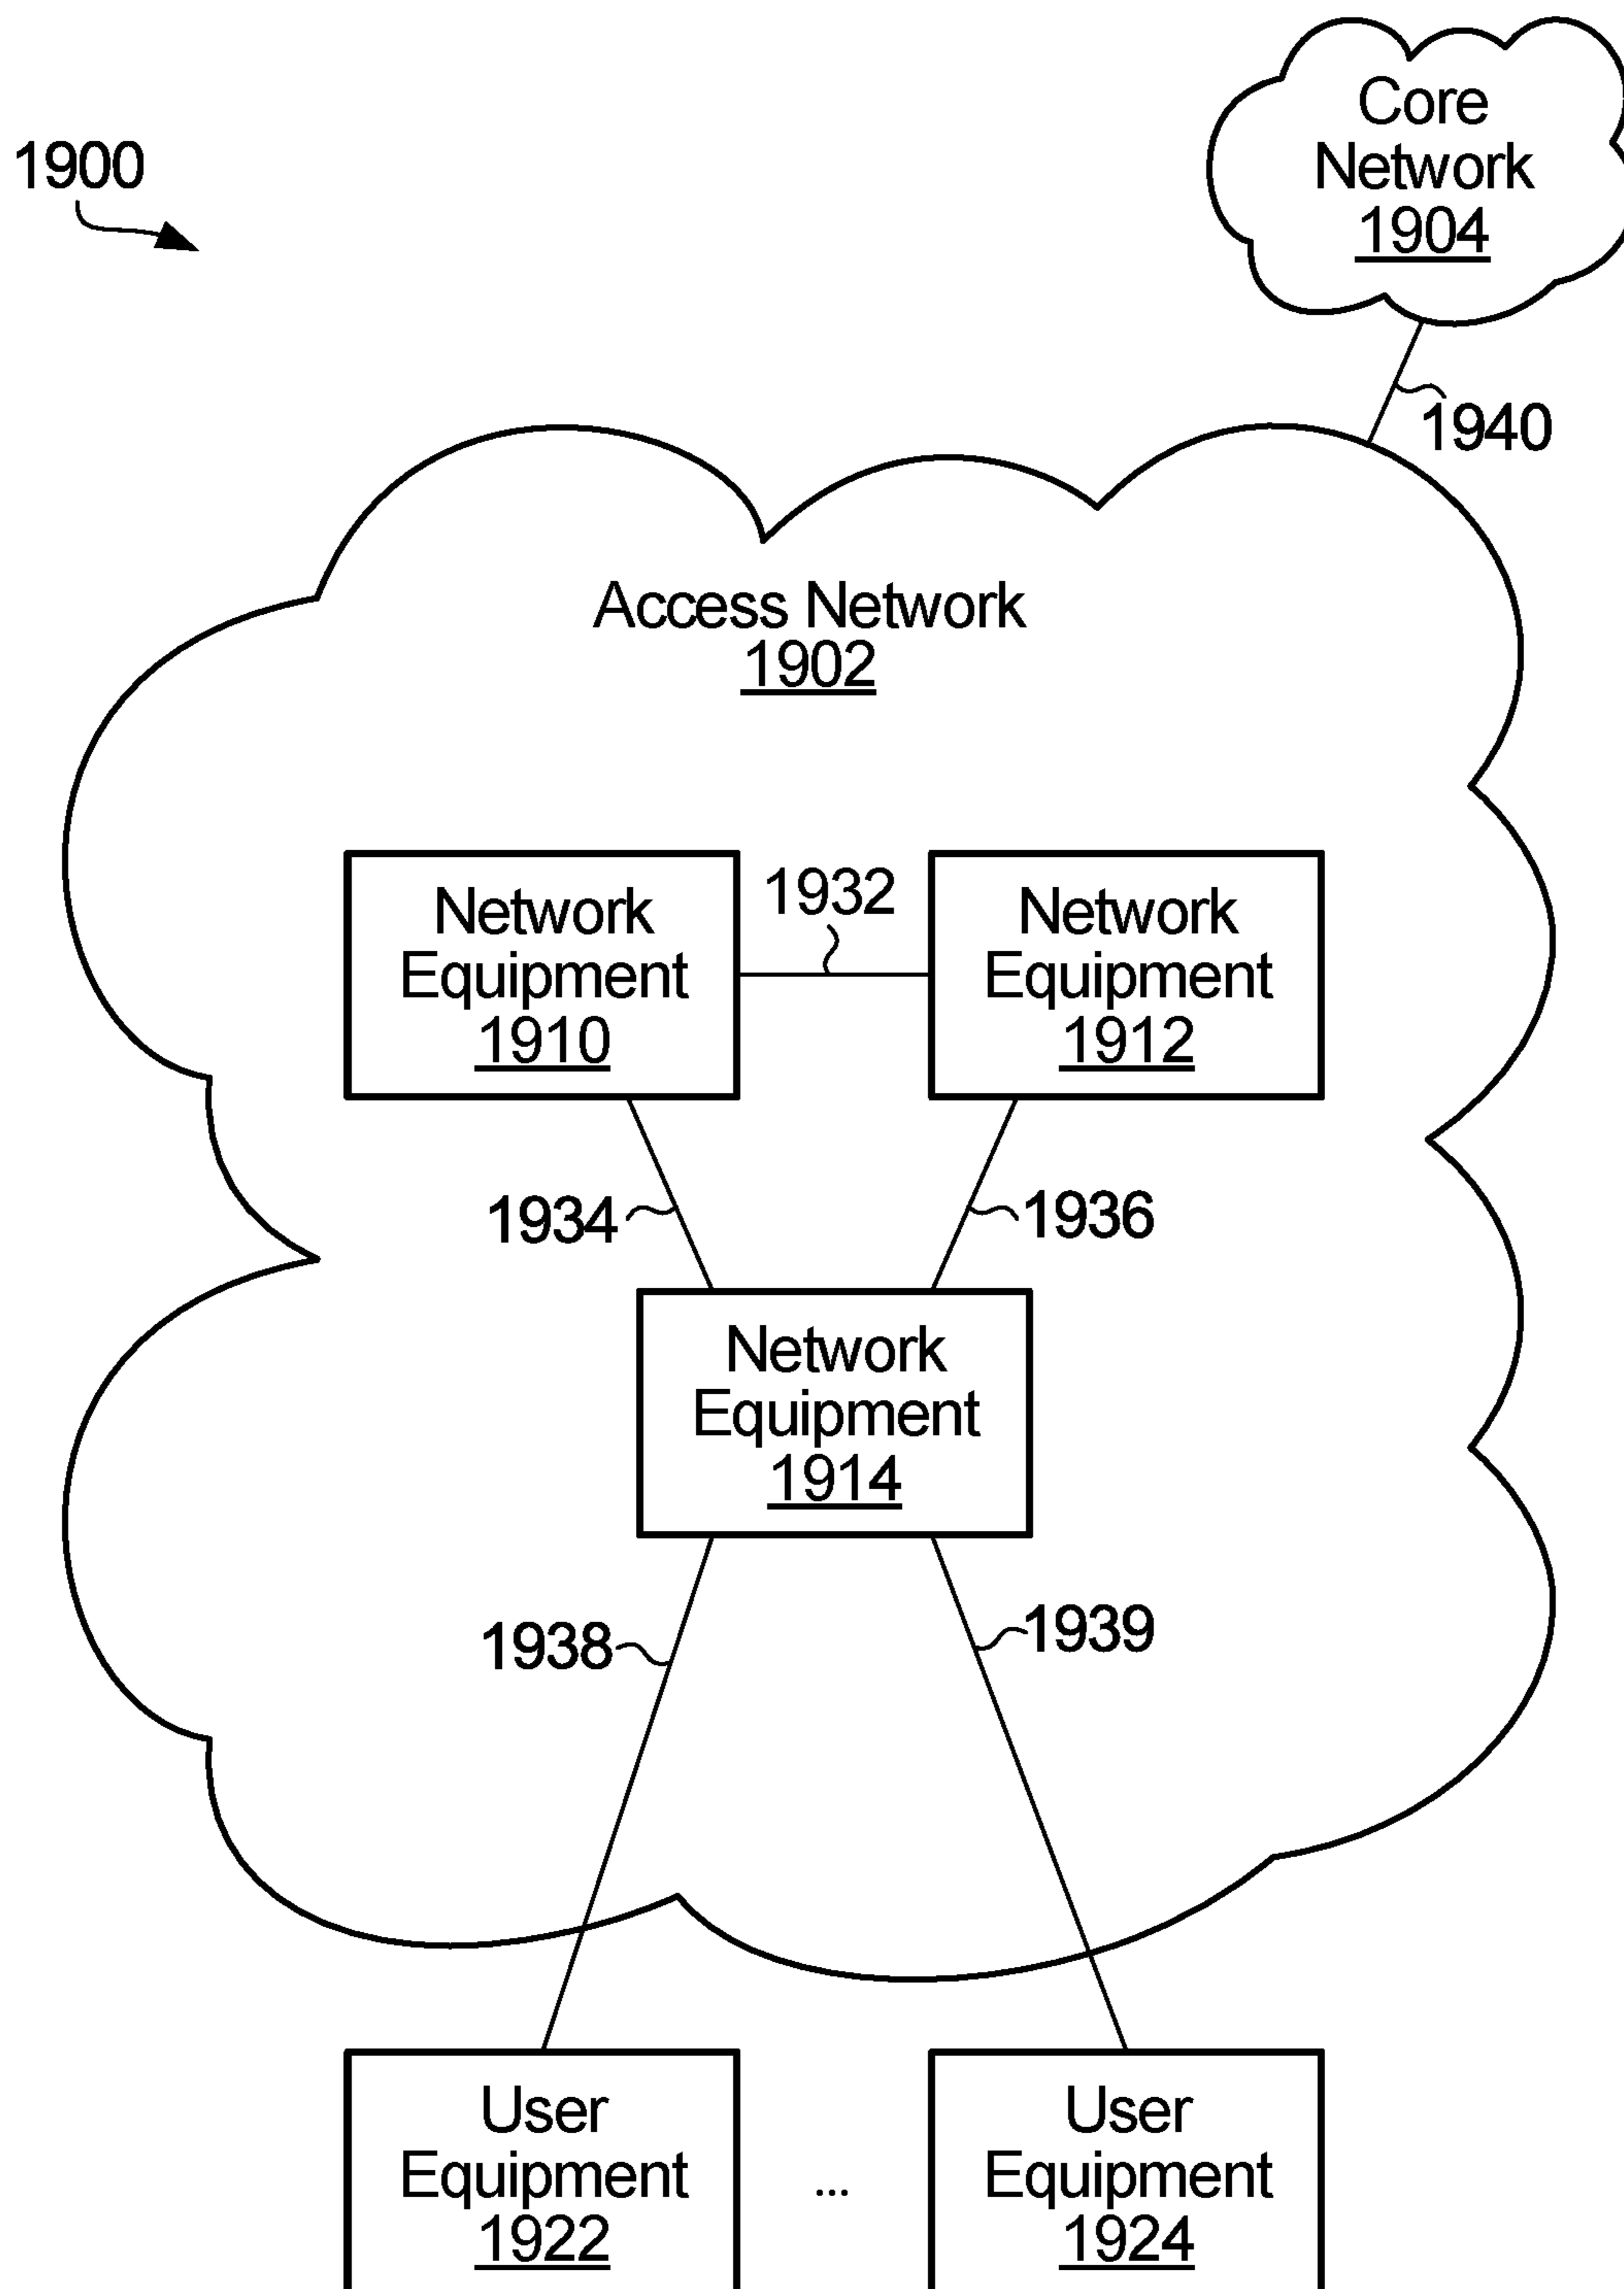 Core
Network
1904
1900
1940
Access Network
1902
Network
Equipment
1910
1932
Network
Equipment
1912
1934
1936
Network
Equipment
1914
1938
1939
User
Equipment
1922
...
User
Equipment
1924